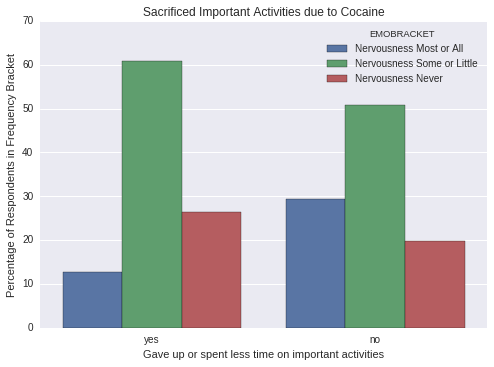 Sacrificed Important Activities due to Cocaine
EMOBRACKET
Nervousness Most or All
Nervousness Some or Little
Nervousness Never
Percentage of Respondents in Frequency Bracket
70
60
50
40
30
20
10
0
yes no
Gave up or spent less time on important activities